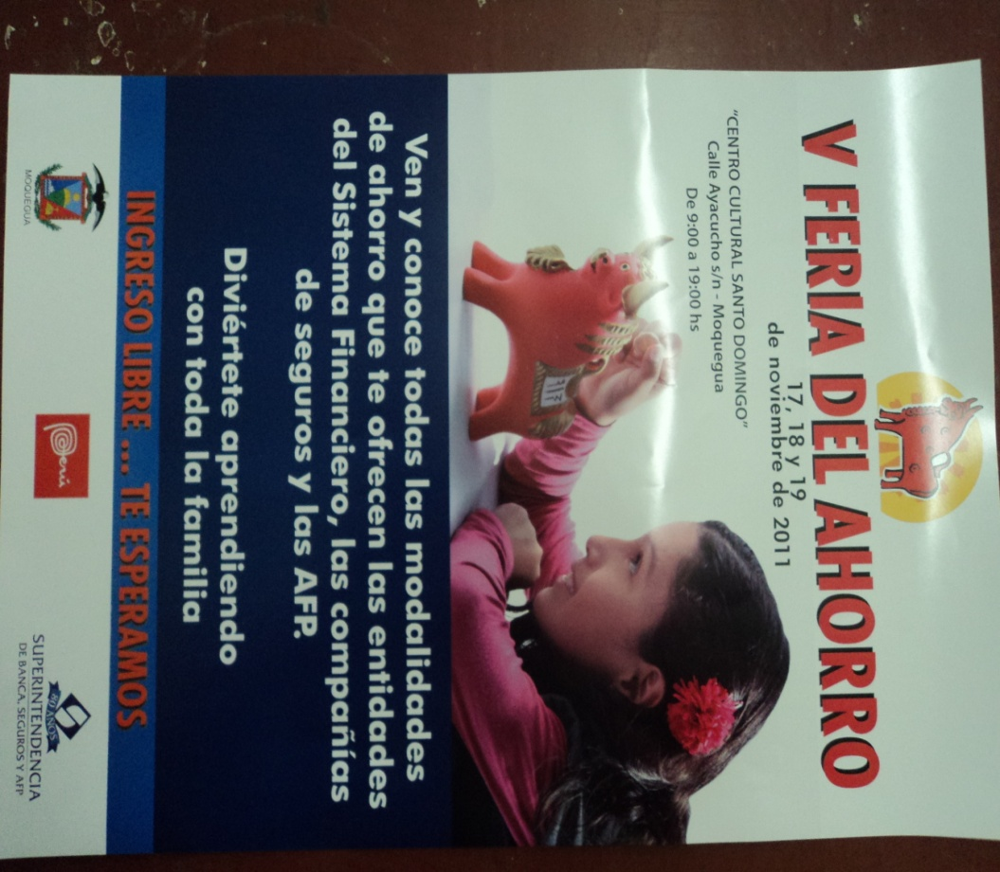 V FERIA DEL AHORRO
17, 18 y 19
de noviembre de 2011
"CENTRO CULTURAL SANTO DOMINGO"
Calle Ayacucho s/n - Moquegua
De 9:00 a 19:00 hs
Ven y conoce todas las modalidades
de ahorro que te ofrecen las entidades
del Sistema Financiero, las compañías
de seguros y las AFP.
Diviértete aprendiendo
con toda la familia
INGRESO LIBRE ... TE ESPERAMOS
MOQUEGUA
Perú
80 AÑOS
SUPERINTENDENCIA
DE BANCA, SEGUROS Y AFP